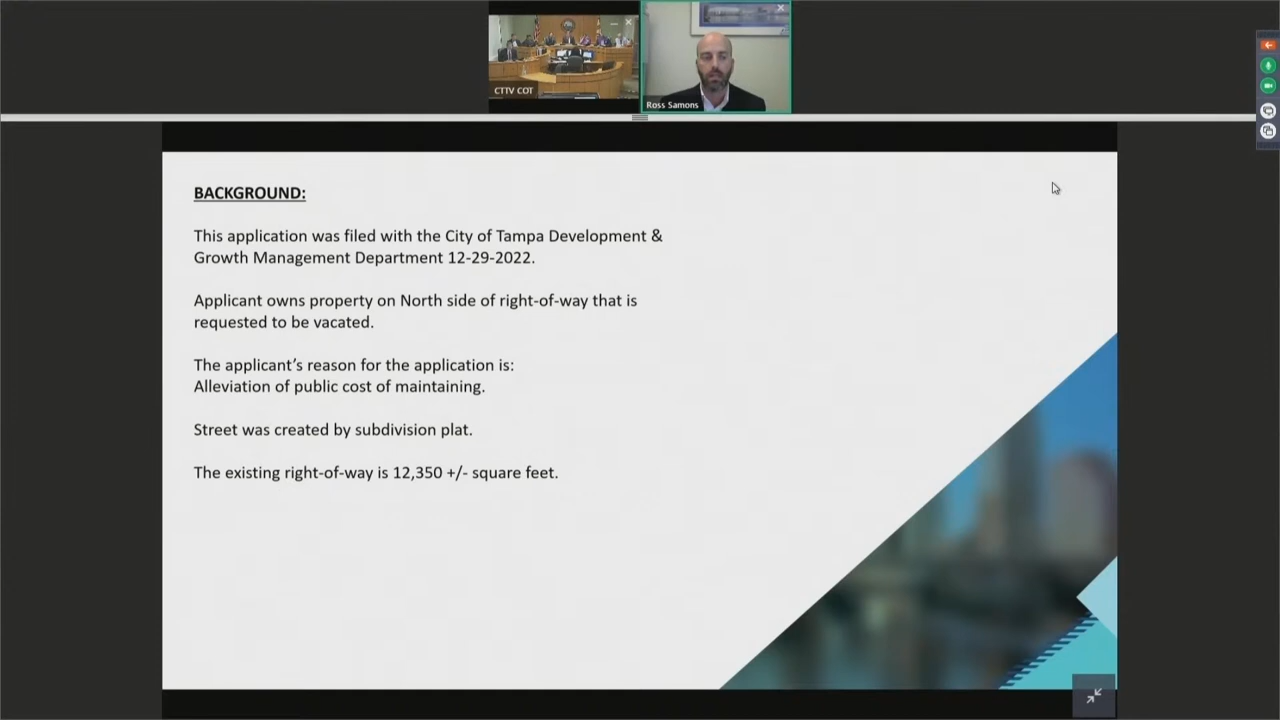 CTTV COT
Ross Samons
BACKGROUND:
This application was filed with the City of Tampa Development &
Growth Management Department 12-29-2022.
Applicant owns property on North side of right-of-way that is
requested to be vacated.
The applicant’s reason for the application is:
Alleviation of public cost of maintaining.
Street was created by subdivision plat.
The existing right-of-way is 12,350 +/- square feet.